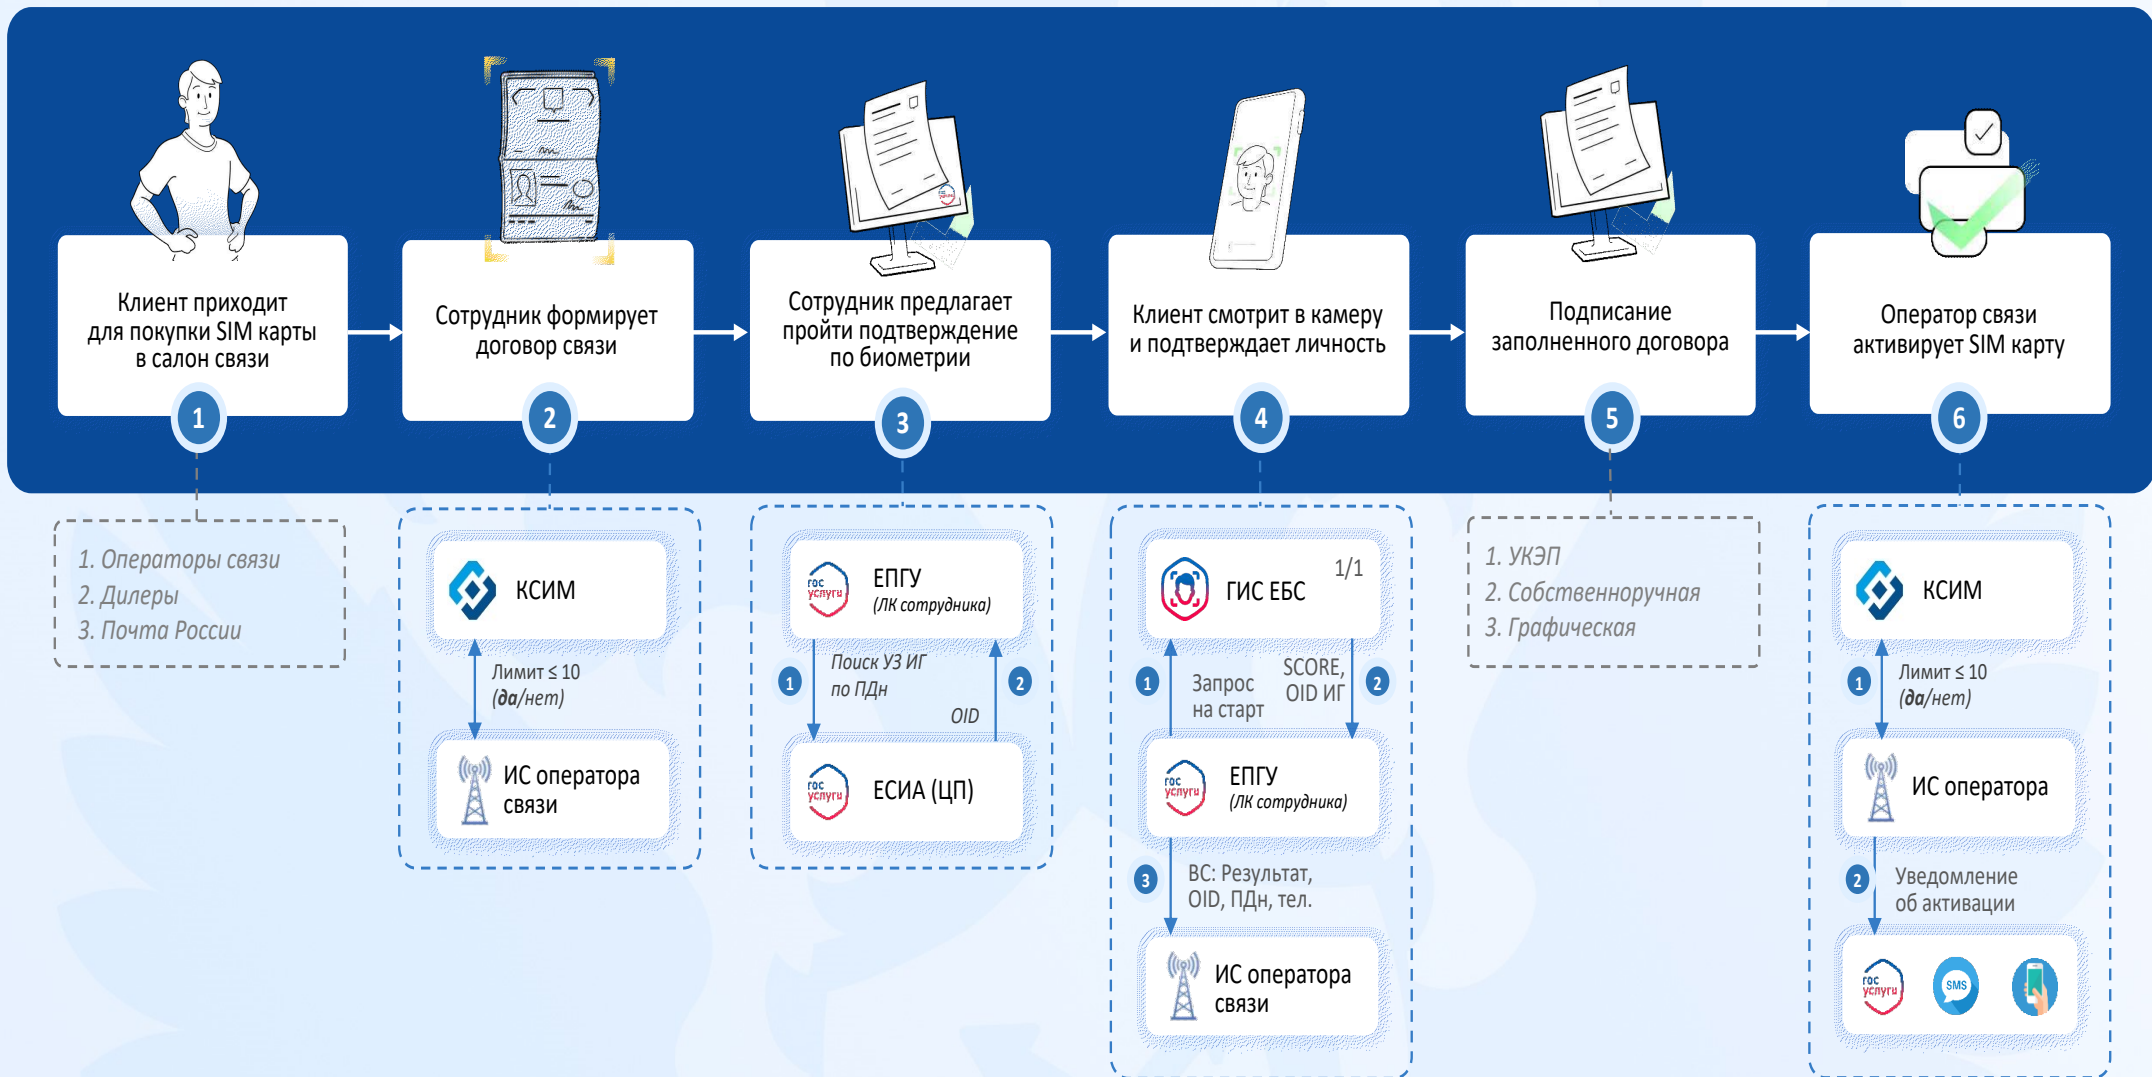 Клиент приходит
для покупки SIM карты
в салон связи
1
Сотрудник формирует
договор связи
2
Сотрудник предлагает
пройти подтверждение
по биометрии
3
Клиент смотрит в камеру
и подтверждает личность
4
Подписание
заполненного договора
5
Оператор связи
активирует SIM карту
6
1. Операторы связи
2. Дилеры
3. Почта России
КСИМ
Лимит ≤ 10
(да/нет)
ИС оператора
связи
гос
услуги
ЕПГУ
(ЛК сотрудника)
1
Поиск УЗ ИГ
по ПДн
2
OID
гос
услуги
ЕСИА (ЦП)
ГИС ЕБС
1/1
1
Запрос
на старт
SCORE,
OID ИГ
2
гос
услуги
ЕПГУ
(ЛК сотрудника)
3
ВС: Результат,
OID, ПДн, тел.
ИС оператора
связи
1. УКЭП
2. Собственноручная
3. Графическая
КСИМ
1
Лимит ≤ 10
(да/нет)
ИС оператора
2
Уведомление
об активации
гос
услуги
SMS